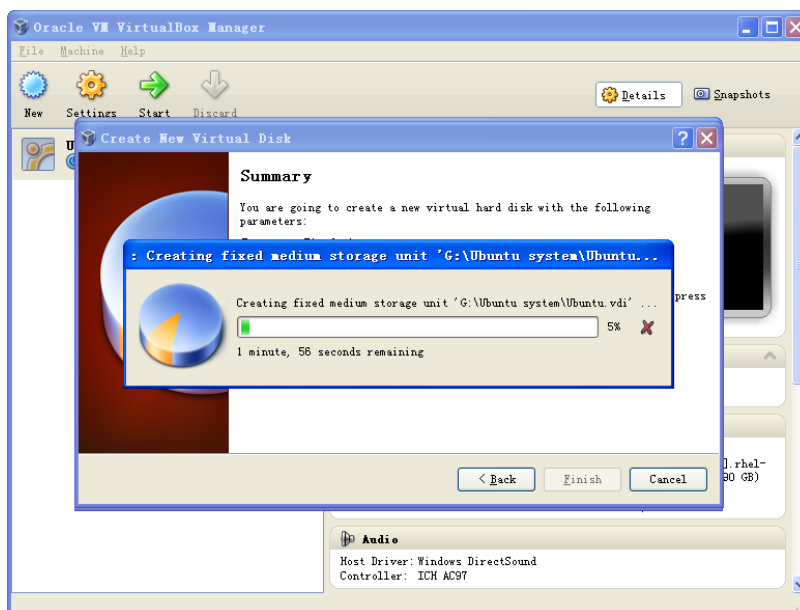 Oracle VM VirtualBox Manager
File Machine Help
New Settings Start Discard
Details Snapshots
U
Create New Virtual Disk
Summary
You are going to create a new virtual hard disk with the following
parameters:
: Creating fixed medium storage unit 'G:\Ubuntu system\Ubuntu...
Creating fixed medium storage unit 'G:\Ubuntu system\Ubuntu.vdi' ...
press
5%
1 minute, 56 seconds remaining
].rhel-
90 GB)
< Back Finish Cancel
Audio
Host Driver: Windows DirectSound
Controller: ICH AC97